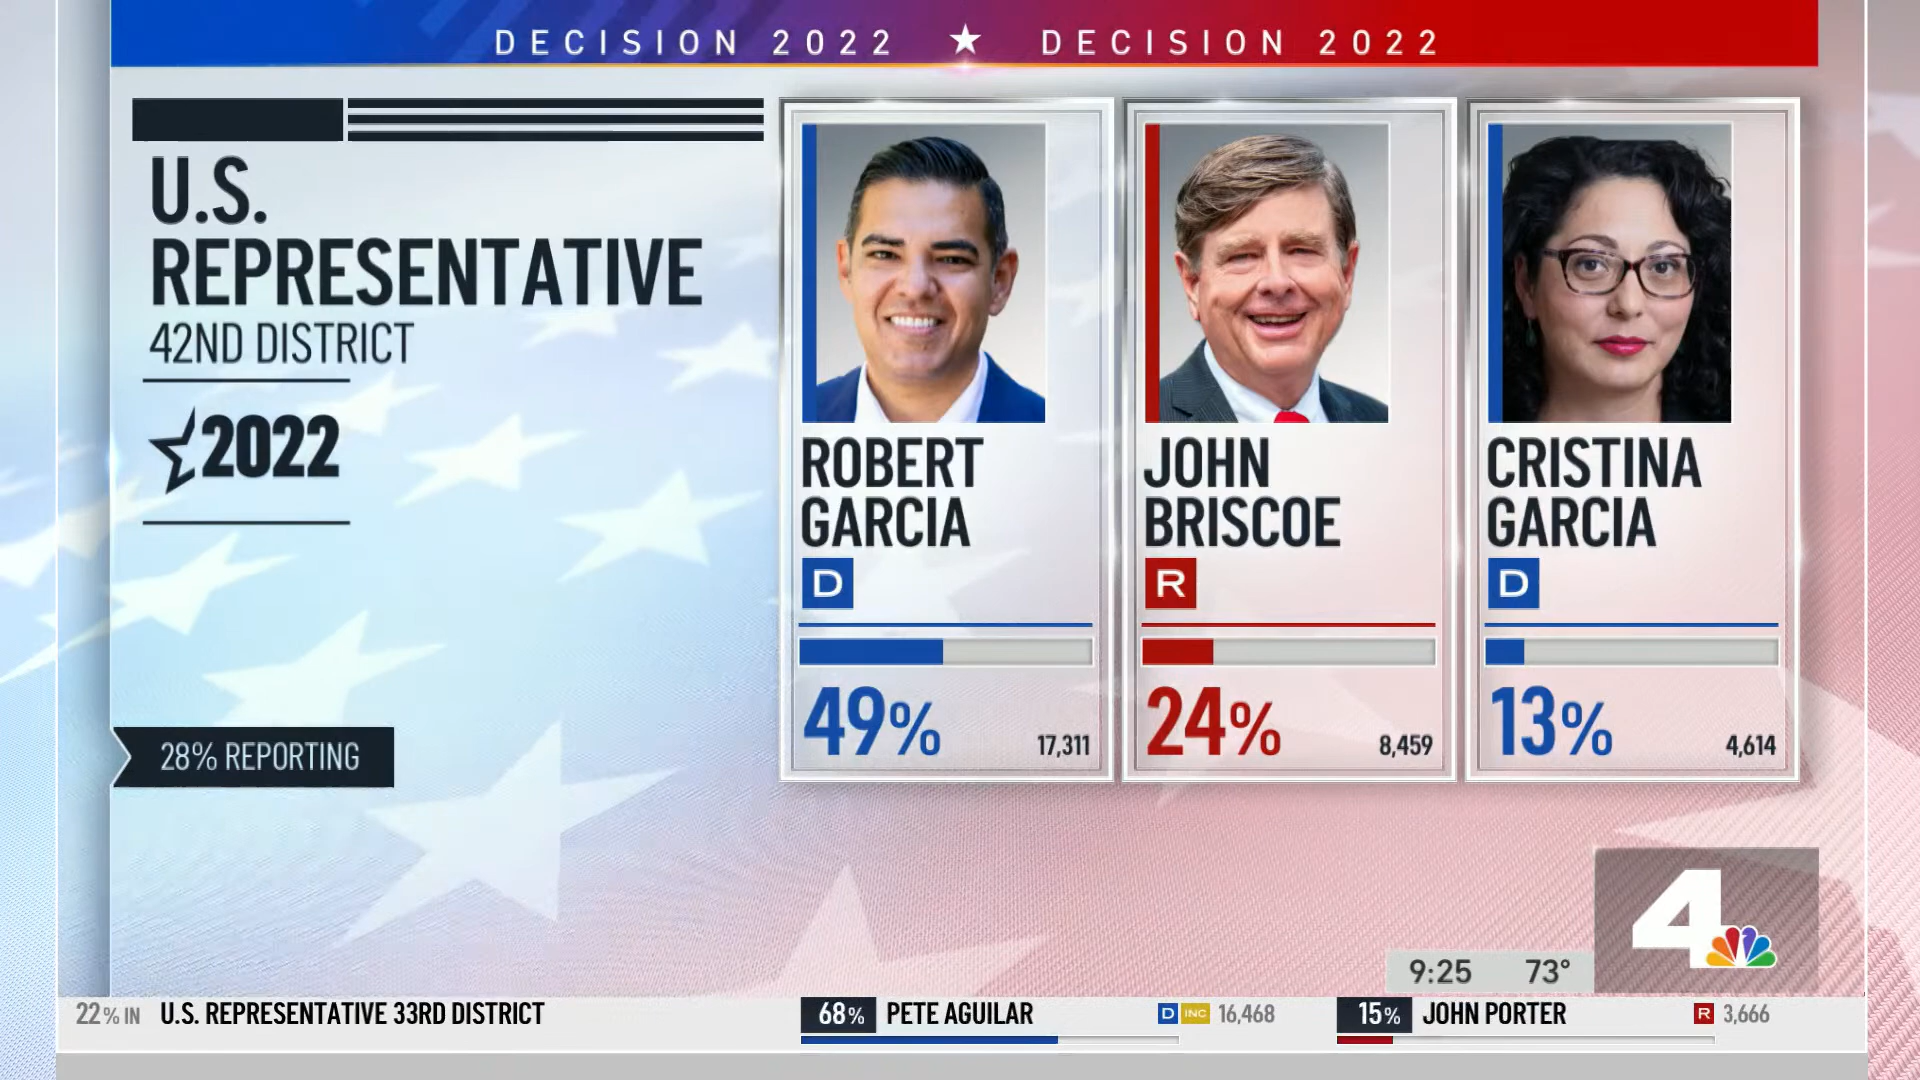 DECISION 2022 ★ DECISION 2022
U.S.
REPRESENTATIVE
42ND DISTRICT
2022
28% REPORTING
ROBERT
GARCIA
D
49%
17,311
JOHN
BRISCOE
R
24%
8,459
CRISTINA
GARCIA
D
13%
4,614
4
9:25 73°
22% IN U.S. REPRESENTATIVE 33RD DISTRICT 68% PETE AGUILAR D INC 16,468 15% JOHN PORTER R 3,666